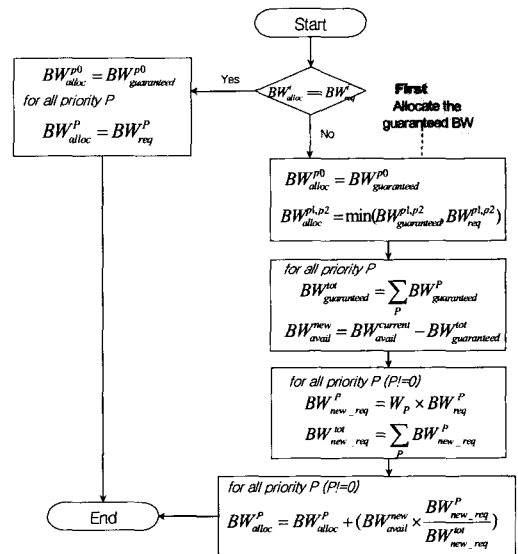 Start
BW^{p0}_{alloc} = BW^{p0}_{guaranteed}
for all priority P
BW^{P}_{alloc} = BW^{P}_{req}
Yes
BW^{t}_{alloc} = BW^{t}_{req}
No
First
Allocate the
guaranteed BW
BW^{p0}_{alloc} = BW^{p0}_{guaranteed}
BW^{p1,p2}_{alloc} = min(BW^{p1,p2}_{guaranteed}, BW^{p1,p2}_{req})
for all priority P
BW^{tot}_{guaranteed} = \sum_{P} BW^{P}_{guaranteed}
BW^{new}_{avail} = BW^{current}_{avail} − BW^{tot}_{guaranteed}
for all priority P (P!=0)
BW^{P}_{new_req} = W_{P} × BW^{P}_{req}
BW^{tot}_{new_req} = \sum_{P} BW^{P}_{new_req}
for all priority P (P!=0)
BW^{P}_{alloc} = BW^{P}_{alloc} + (BW^{new}_{avail} × \frac{BW^{P}_{new_req}}{BW^{tot}_{new_req}})
End